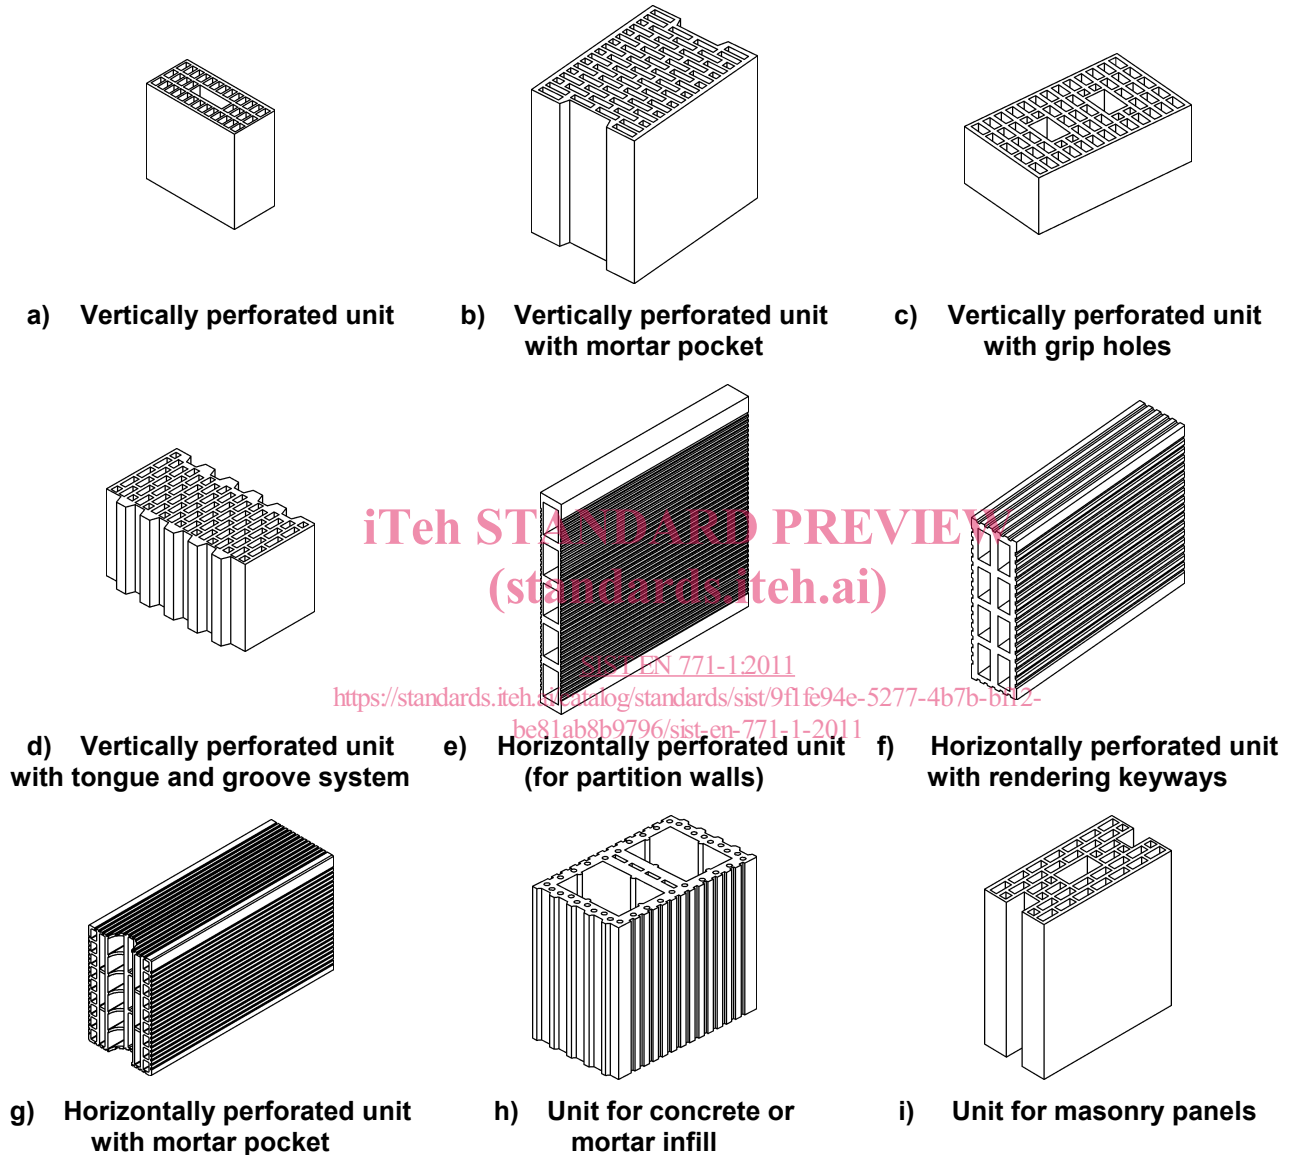 a) Vertically perforated unit
b) Vertically perforated unit
with mortar pocket
c) Vertically perforated unit
with grip holes
iTeh STANDARD PREVIEW
(standards.iteh.ai)
SIST EN 771-1:2011
https://standards.iteh.ai/catalog/standards/sist/9f1fe94e-5277-4b7b-bf12-
be81ab8b9796/sist-en-771-1-2011
d) Vertically perforated unit
with tongue and groove system
e) Horizontally perforated unit
(for partition walls)
f) Horizontally perforated unit
with rendering keyways
g) Horizontally perforated unit
with mortar pocket
h) Unit for concrete or
mortar infill
i) Unit for masonry panels